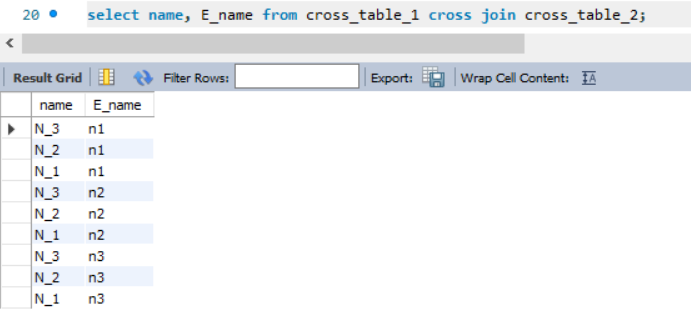 20 select name, E_name from cross_table_1 cross join cross_table_2;
Result Grid Filter Rows: Export: Wrap Cell Content:
name E_name
N_3 n1
N_2 n1
N_1 n1
N_3 n2
N_2 n2
N_1 n2
N_3 n3
N_2 n3
N_1 n3